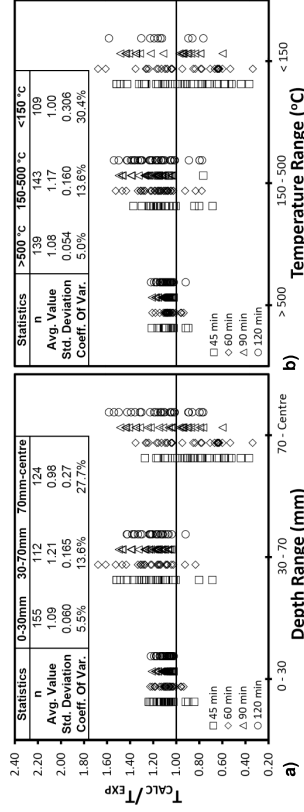 2.40
2.20
2.00
1.80
1.60
1.40
1.20
1.00
0.80
0.60
0.40
0.20
T CALC/T EXP
Statistics 0-30mm 30-70mm 70mm-centre
n 155 112 124
Avg. Value 1.09 1.21 0.98
Std. Deviation 0.060 0.165 0.27
Coeff. Of Var. 5.5% 13.6% 27.7%
45 min
60 min
90 min
120 min
0 - 30 30 - 70 70 - Centre
a) Depth Range (mm)
Statistics >500 °C 150-500 °C <150 °C
n 139 143 109
Avg. Value 1.08 1.17 1.00
Std. Deviation 0.054 0.160 0.306
Coeff. Of Var. 5.0% 13.6% 30.4%
45 min
60 min
90 min
120 min
> 500 150 - 500 < 150
b) Temperature Range (ºC)